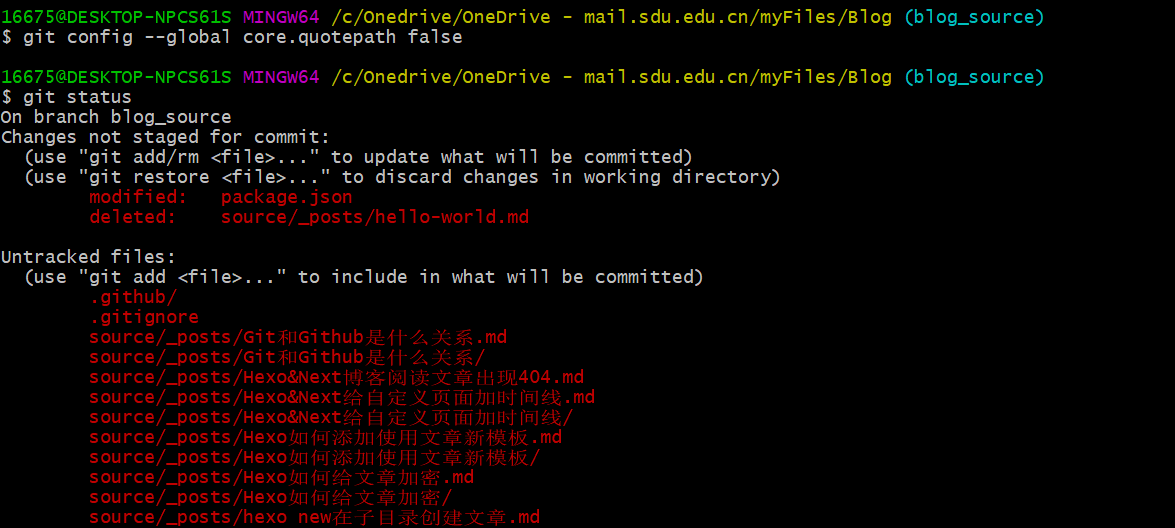 16675@DESKTOP-NPCS61S MINGW64 /c/Onedrive/OneDrive - mail.sdu.edu.cn/myFiles/Blog (blog_source)
$ git config --global core.quotepath false
16675@DESKTOP-NPCS61S MINGW64 /c/Onedrive/OneDrive - mail.sdu.edu.cn/myFiles/Blog (blog_source)
$ git status
On branch blog_source
Changes not staged for commit:
(use "git add/rm <file>..." to update what will be committed)
(use "git restore <file>..." to discard changes in working directory)
modified: package.json
deleted: source/_posts/hello-world.md
Untracked files:
(use "git add <file>..." to include in what will be committed)
.github/
.gitignore
source/_posts/Git和Github是什么关系.md
source/_posts/Git和Github是什么关系/
source/_posts/Hexo&Next博客阅读文章出现404.md
source/_posts/Hexo&Next给自定义页面加时间线.md
source/_posts/Hexo&Next给自定义页面加时间线/
source/_posts/Hexo如何添加使用文章新模板.md
source/_posts/Hexo如何添加使用文章新模板/
source/_posts/Hexo如何给文章加密.md
source/_posts/Hexo如何给文章加密/
source/_posts/hexo new在子目录创建文章.md